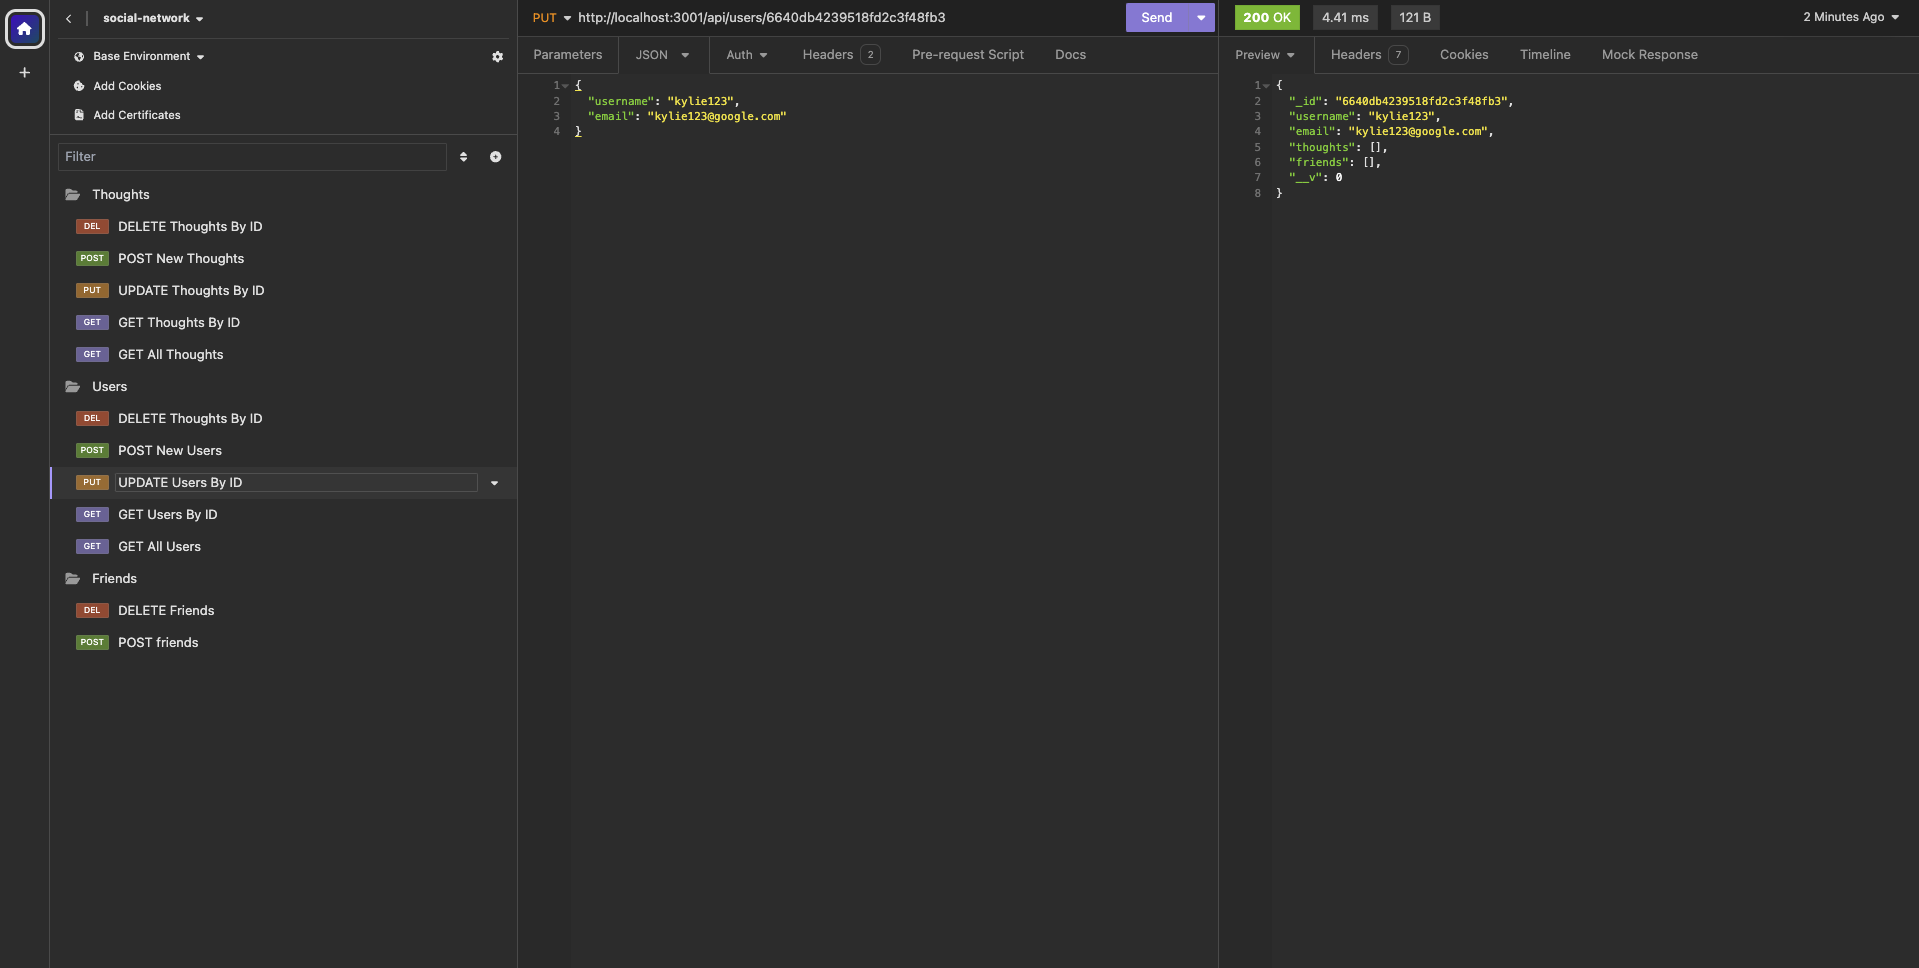 social-network
Base Environment
Add Cookies
Add Certificates
Filter
Thoughts
DEL DELETE Thoughts By ID
POST POST New Thoughts
PUT UPDATE Thoughts By ID
GET GET Thoughts By ID
GET GET All Thoughts
Users
DEL DELETE Thoughts By ID
POST POST New Users
PUT UPDATE Users By ID
GET GET Users By ID
GET GET All Users
Friends
DEL DELETE Friends
POST POST friends
PUT http://localhost:3001/api/users/6640db4239518fd2c3f48fb3 Send
Parameters JSON Auth Headers 2 Pre-request Script Docs
1 {
2 "username": "kylie123",
3 "email": "kylie123@google.com"
4 }
200 OK 4.41 ms 121 B 2 Minutes Ago
Preview Headers 7 Cookies Timeline Mock Response
1 {
2 "_id": "6640db4239518fd2c3f48fb3",
3 "username": "kylie123",
4 "email": "kylie123@google.com",
5 "thoughts": [],
6 "friends": [],
7 "__v": 0
8 }